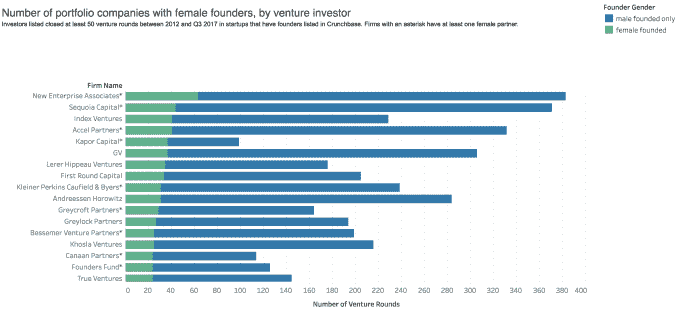 Number of portfolio companies with female founders, by venture investor
Investors listed closed at least 50 venture rounds between 2012 and Q3 2017 in startups that have founders listed in Crunchbase. Firms with an asterisk have at least one female partner.
Founder Gender
male founded only
female founded
Firm Name
New Enterprise Associates*
Sequoia Capital*
Index Ventures
Accel Partners*
Kapor Capital*
GV
Lerer Hippeau Ventures
First Round Capital
Kleiner Perkins Caufield & Byers*
Andreessen Horowitz
Greycroft Partners*
Greylock Partners
Bessemer Venture Partners*
Khosla Ventures
Canaan Partners*
Founders Fund*
True Ventures
0 20 40 60 80 100 120 140 160 180 200 220 240 260 280 300 320 340 360 380 400
Number of Venture Rounds